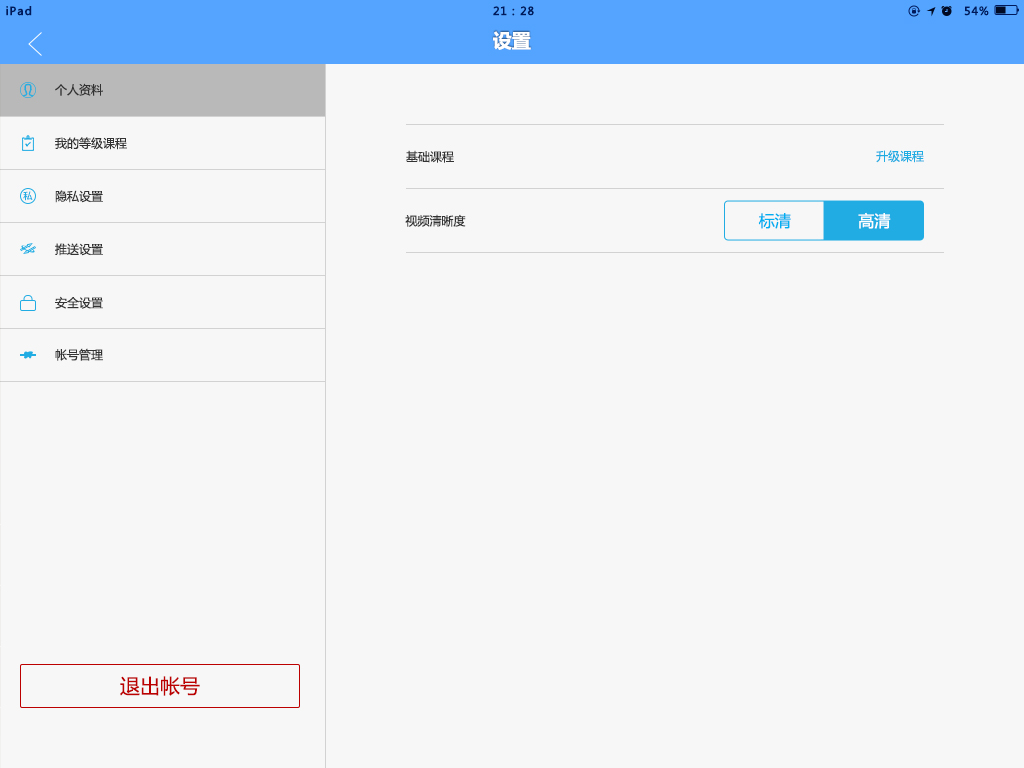 iPad
21：28
54%
设置
个人资料
我的等级课程
私
隐私设置
推送设置
安全设置
帐号管理
退出帐号
基础课程
升级课程
视频清晰度
标清
高清